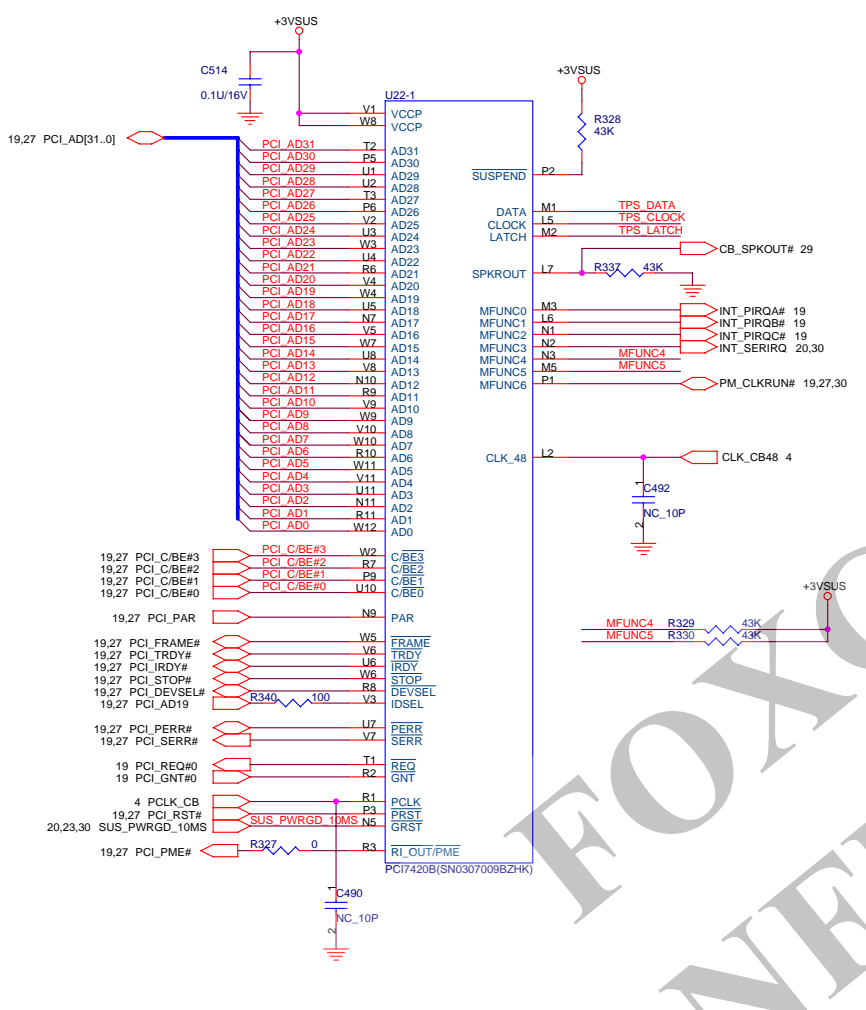 +3VSUS
C514
0.1U/16V
+3VSUS
R328
43K
U22-1
V1 VCCP
W8 VCCP
19,27 PCI_AD[31..0]
PCI_AD31 T2 AD31
PCI_AD30 P5 AD30
PCI_AD29 U1 AD29
PCI_AD28 U2 AD28
PCI_AD27 T3 AD27
PCI_AD26 P6 AD26
PCI_AD25 V2 AD25
PCI_AD24 U3 AD24
PCI_AD23 W3 AD23
PCI_AD22 U4 AD22
PCI_AD21 R6 AD21
PCI_AD20 V4 AD20
PCI_AD19 W4 AD19
PCI_AD18 U5 AD18
PCI_AD17 N7 AD17
PCI_AD16 V5 AD16
PCI_AD15 W7 AD15
PCI_AD14 U8 AD14
PCI_AD13 V8 AD13
PCI_AD12 N10 AD12
PCI_AD11 R9 AD11
PCI_AD10 V9 AD10
PCI_AD9 W9 AD9
PCI_AD8 V10 AD8
PCI_AD7 W10 AD7
PCI_AD6 R10 AD6
PCI_AD5 W11 AD5
PCI_AD4 V11 AD4
PCI_AD3 U11 AD3
PCI_AD2 N11 AD2
PCI_AD1 R11 AD1
PCI_AD0 W12 AD0
SUSPEND P2
DATA M1 TPS_DATA
CLOCK L5 TPS_CLOCK
LATCH M2 TPS_LATCH
CB_SPKOUT# 29
SPKROUT L7 R337 43K
MFUNC0 M3 INT_PIRQA# 19
MFUNC1 L6 INT_PIRQB# 19
MFUNC2 N1 INT_PIRQC# 19
MFUNC3 N2 INT_SERIRQ 20,30
MFUNC4 N3 MFUNC4
MFUNC5 M5 MFUNC5
MFUNC6 P1 PM_CLKRUN# 19,27,30
CLK_48 L2 CLK_CB48 4
1
C492
NC_10P
2
19,27 PCI_C/BE#3 PCI_C/BE#3 W2 C/BE3
19,27 PCI_C/BE#2 PCI_C/BE#2 R7 C/BE2
19,27 PCI_C/BE#1 PCI_C/BE#1 P9 C/BE1
19,27 PCI_C/BE#0 PCI_C/BE#0 U10 C/BE0
19,27 PCI_PAR N9 PAR
19,27 PCI_FRAME# W5 FRAME
19,27 PCI_TRDY# V6 TRDY
19,27 PCI_IRDY# U6 IRDY
19,27 PCI_STOP# W6 STOP
19,27 PCI_DEVSEL# R8 DEVSEL
19,27 PCI_AD19 R340 100 V3 IDSEL
19,27 PCI_PERR# U7 PERR
19,27 PCI_SERR# V7 SERR
19 PCI_REQ#0 T1 REQ
19 PCI_GNT#0 R2 GNT
4 PCLK_CB R1 PCLK
19,27 PCI_RST# P3 PRST
20,23,30 SUS_PWRGD_10MS SUS_PWRGD_10MS N5 GRST
19,27 PCI_PME# R327 0 R3 RI_OUT/PME
PCI7420B(SN0307009BZHK)
1
C490
NC_10P
2
+3VSUS
MFUNC4 R329 43K
MFUNC5 R330 43K